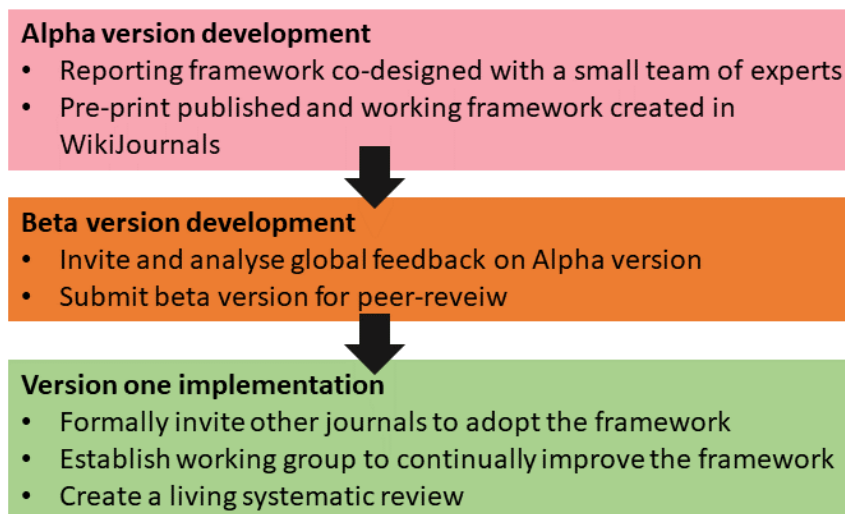 Alpha version development
• Reporting framework co-designed with a small team of experts
• Pre-print published and working framework created in
WikiJournals
Beta version development
• Invite and analyse global feedback on Alpha version
• Submit beta version for peer-reveiw
Version one implementation
• Formally invite other journals to adopt the framework
• Establish working group to continually improve the framework
• Create a living systematic review